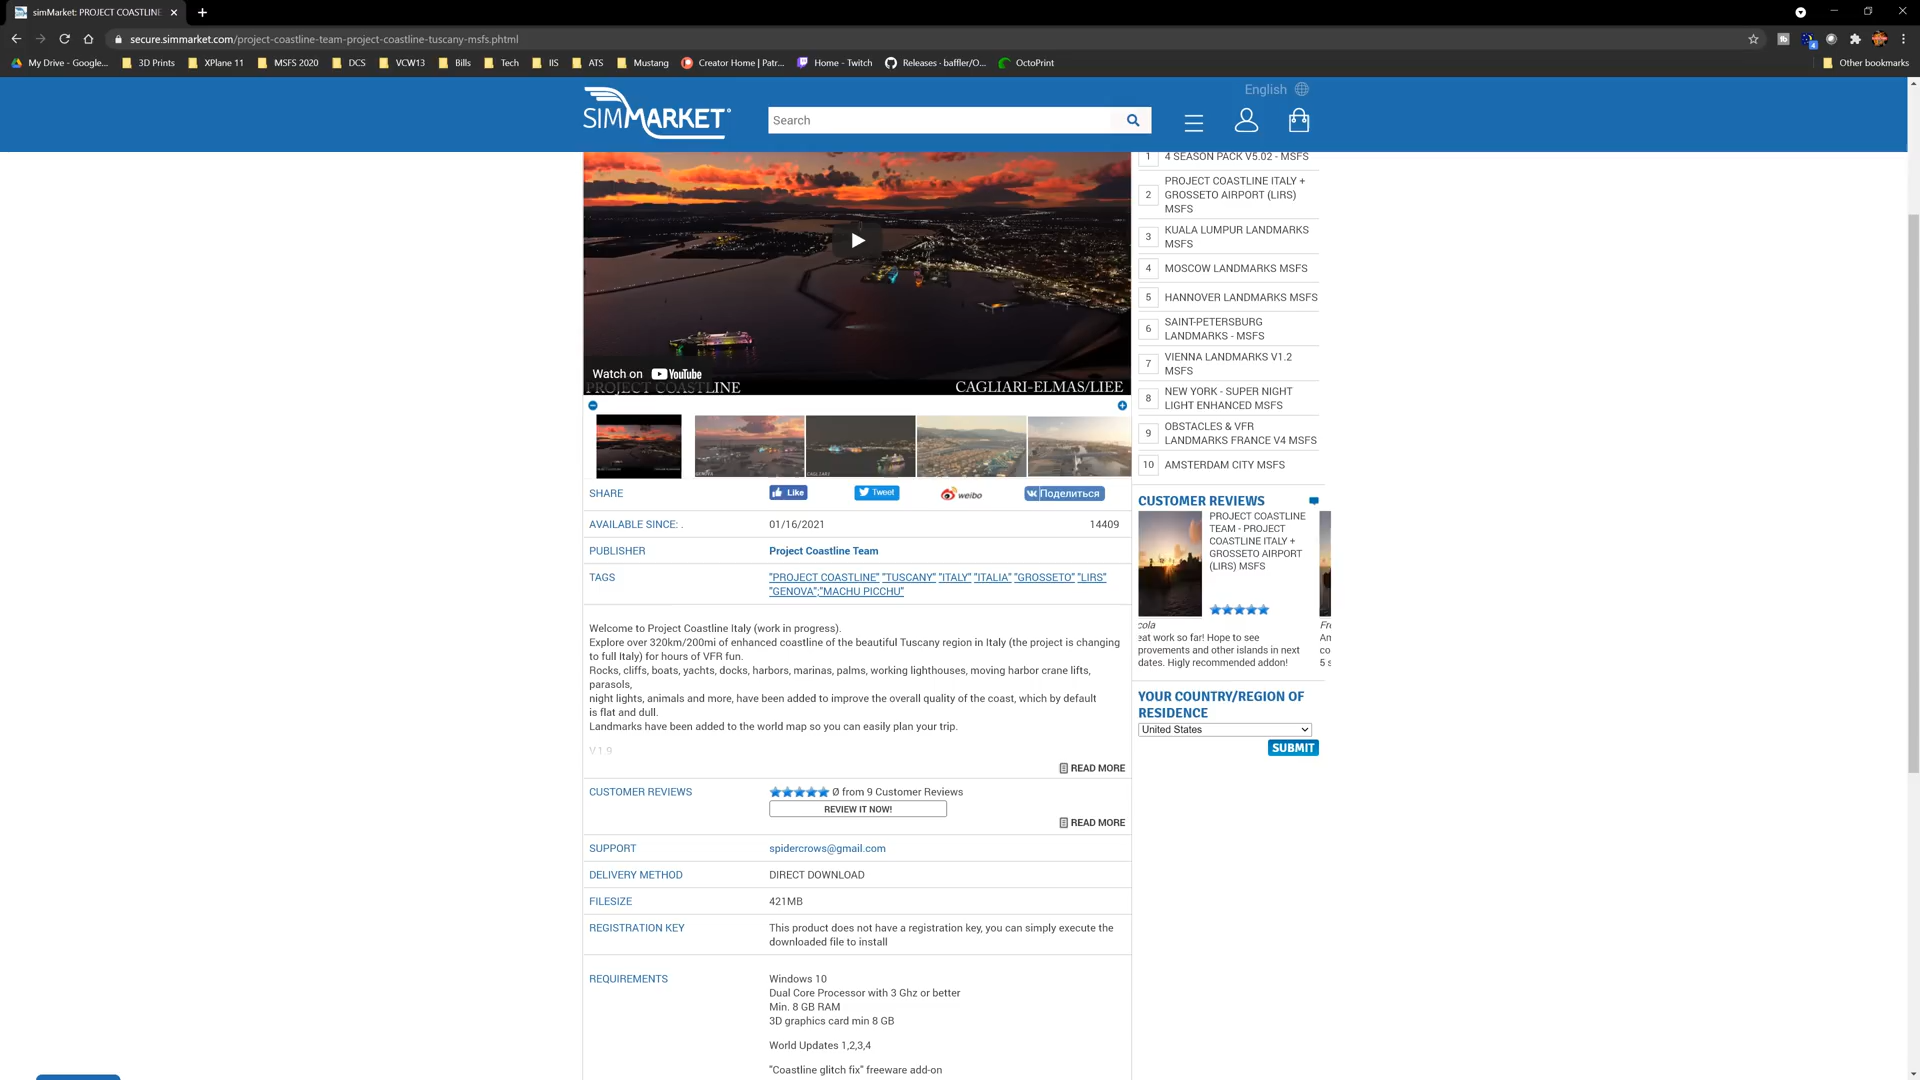 simMarket: PROJECT COASTLINE
secure.simmarket.com/project-coastline-team-project-coastline-tuscany-msfs.phtml
My Drive - Google...
3D Prints
XPlane 11
MSFS 2020
DCS
VCW13
Bills
Tech
IIS
ATS
Mustang
Creator Home | Patr...
Home - Twitch
Releases · baffler/O...
OctoPrint
Other bookmarks
English
SIMMARKET
Search
Watch on YouTube
PROJECT COASTLINE
CAGLIARI-ELMAS/LIEE
SHARE
Like
Tweet
weibo
Поделиться
AVAILABLE SINCE: .
01/16/2021
14409
PUBLISHER
Project Coastline Team
TAGS
"PROJECT COASTLINE" "TUSCANY" "ITALY" "ITALIA" "GROSSETO" "LIRS"
"GENOVA";"MACHU PICCHU"
Welcome to Project Coastline Italy (work in progress).
Explore over 320km/200mi of enhanced coastline of the beautiful Tuscany region in Italy (the project is changing
to full Italy) for hours of VFR fun.
Rocks, cliffs, boats, yachts, docks, harbors, marinas, palms, working lighthouses, moving harbor crane lifts,
parasols,
night lights, animals and more, have been added to improve the overall quality of the coast, which by default
is flat and dull.
Landmarks have been added to the world map so you can easily plan your trip.
V.1.9
READ MORE
CUSTOMER REVIEWS
Ø from 9 Customer Reviews
REVIEW IT NOW!
READ MORE
SUPPORT
spidercrows@gmail.com
DELIVERY METHOD
DIRECT DOWNLOAD
FILESIZE
421MB
REGISTRATION KEY
This product does not have a registration key, you can simply execute the
downloaded file to install
REQUIREMENTS
Windows 10
Dual Core Processor with 3 Ghz or better
Min. 8 GB RAM
3D graphics card min 8 GB
World Updates 1,2,3,4
"Coastline glitch fix" freeware add-on
1
4 SEASON PACK V5.02 - MSFS
2
PROJECT COASTLINE ITALY +
GROSSETO AIRPORT (LIRS)
MSFS
3
KUALA LUMPUR LANDMARKS
MSFS
4
MOSCOW LANDMARKS MSFS
5
HANNOVER LANDMARKS MSFS
6
SAINT-PETERSBURG
LANDMARKS - MSFS
7
VIENNA LANDMARKS V1.2
MSFS
8
NEW YORK - SUPER NIGHT
LIGHT ENHANCED MSFS
9
OBSTACLES & VFR
LANDMARKS FRANCE V4 MSFS
10
AMSTERDAM CITY MSFS
CUSTOMER REVIEWS
PROJECT COASTLINE
TEAM - PROJECT
COASTLINE ITALY +
GROSSETO AIRPORT
(LIRS) MSFS
cola
eat work so far! Hope to see
provements and other islands in next
dates. Higly recommended addon!
Fr
An
co
5 s
YOUR COUNTRY/REGION OF
RESIDENCE
United States
SUBMIT